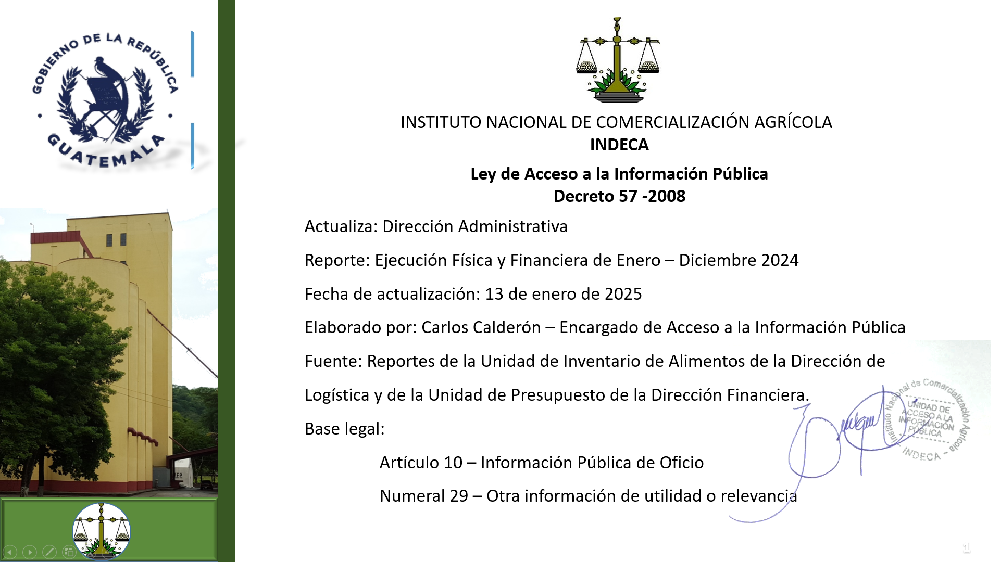 GOBIERNO DE LA REPÚBLICA
GUATEMALA
INSTITUTO NACIONAL DE COMERCIALIZACIÓN AGRÍCOLA
INDECA
Ley de Acceso a la Información Pública
Decreto 57 -2008
Actualiza: Dirección Administrativa
Reporte: Ejecución Física y Financiera de Enero – Diciembre 2024
Fecha de actualización: 13 de enero de 2025
Elaborado por: Carlos Calderón – Encargado de Acceso a la Información Pública
Fuente: Reportes de la Unidad de Inventario de Alimentos de la Dirección de
Logística y de la Unidad de Presupuesto de la Dirección Financiera.
Base legal:
Artículo 10 – Información Pública de Oficio
Numeral 29 – Otra información de utilidad o relevancia
Instituto Nacional de Comercialización Agrícola
UNIDAD DE
ACCESO A LA
INFORMACIÓN
PÚBLICA
- INDECA -
1